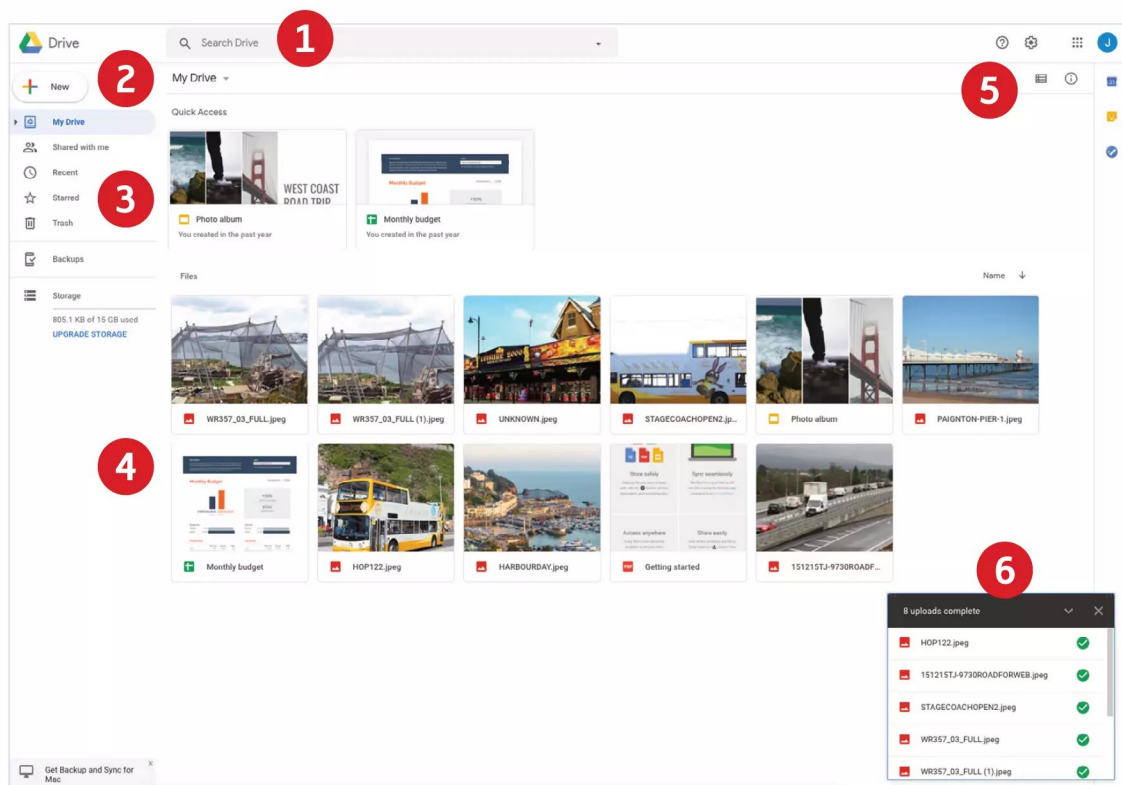 1
Drive
Search Drive
2
New
My Drive
5
Quick Access
My Drive
Shared with me
Recent
3
Starred
Trash
Backups
Storage
805.1 KB of 15 GB used
UPGRADE STORAGE
WEST COAST
ROAD TRIP
Photo album
You created in the past year
Monthly Budget
Monthly budget
You created in the past year
Files
Name
LEISURE 2000
WR357_03_FULL.jpeg
WR357_03_FULL (1).jpeg
UNKNOWN.jpeg
STAGECOACHOPEN2.jp...
Photo album
PAIGNTON-PIER-1.jpeg
4
Monthly Budget
Store safely
Sync seamlessly
Access anywhere
Share easily
Monthly budget
HOP122.jpeg
HARBOURDAY.jpeg
PDF
Getting started
151215TJ-9730ROADF...
6
8 uploads complete
HOP122.jpeg
151215TJ-9730ROADFORWEB.jpeg
STAGECOACHOPEN2.jpeg
WR357_03_FULL.jpeg
WR357_03_FULL (1).jpeg
Get Backup and Sync for
Mac
x
J
31